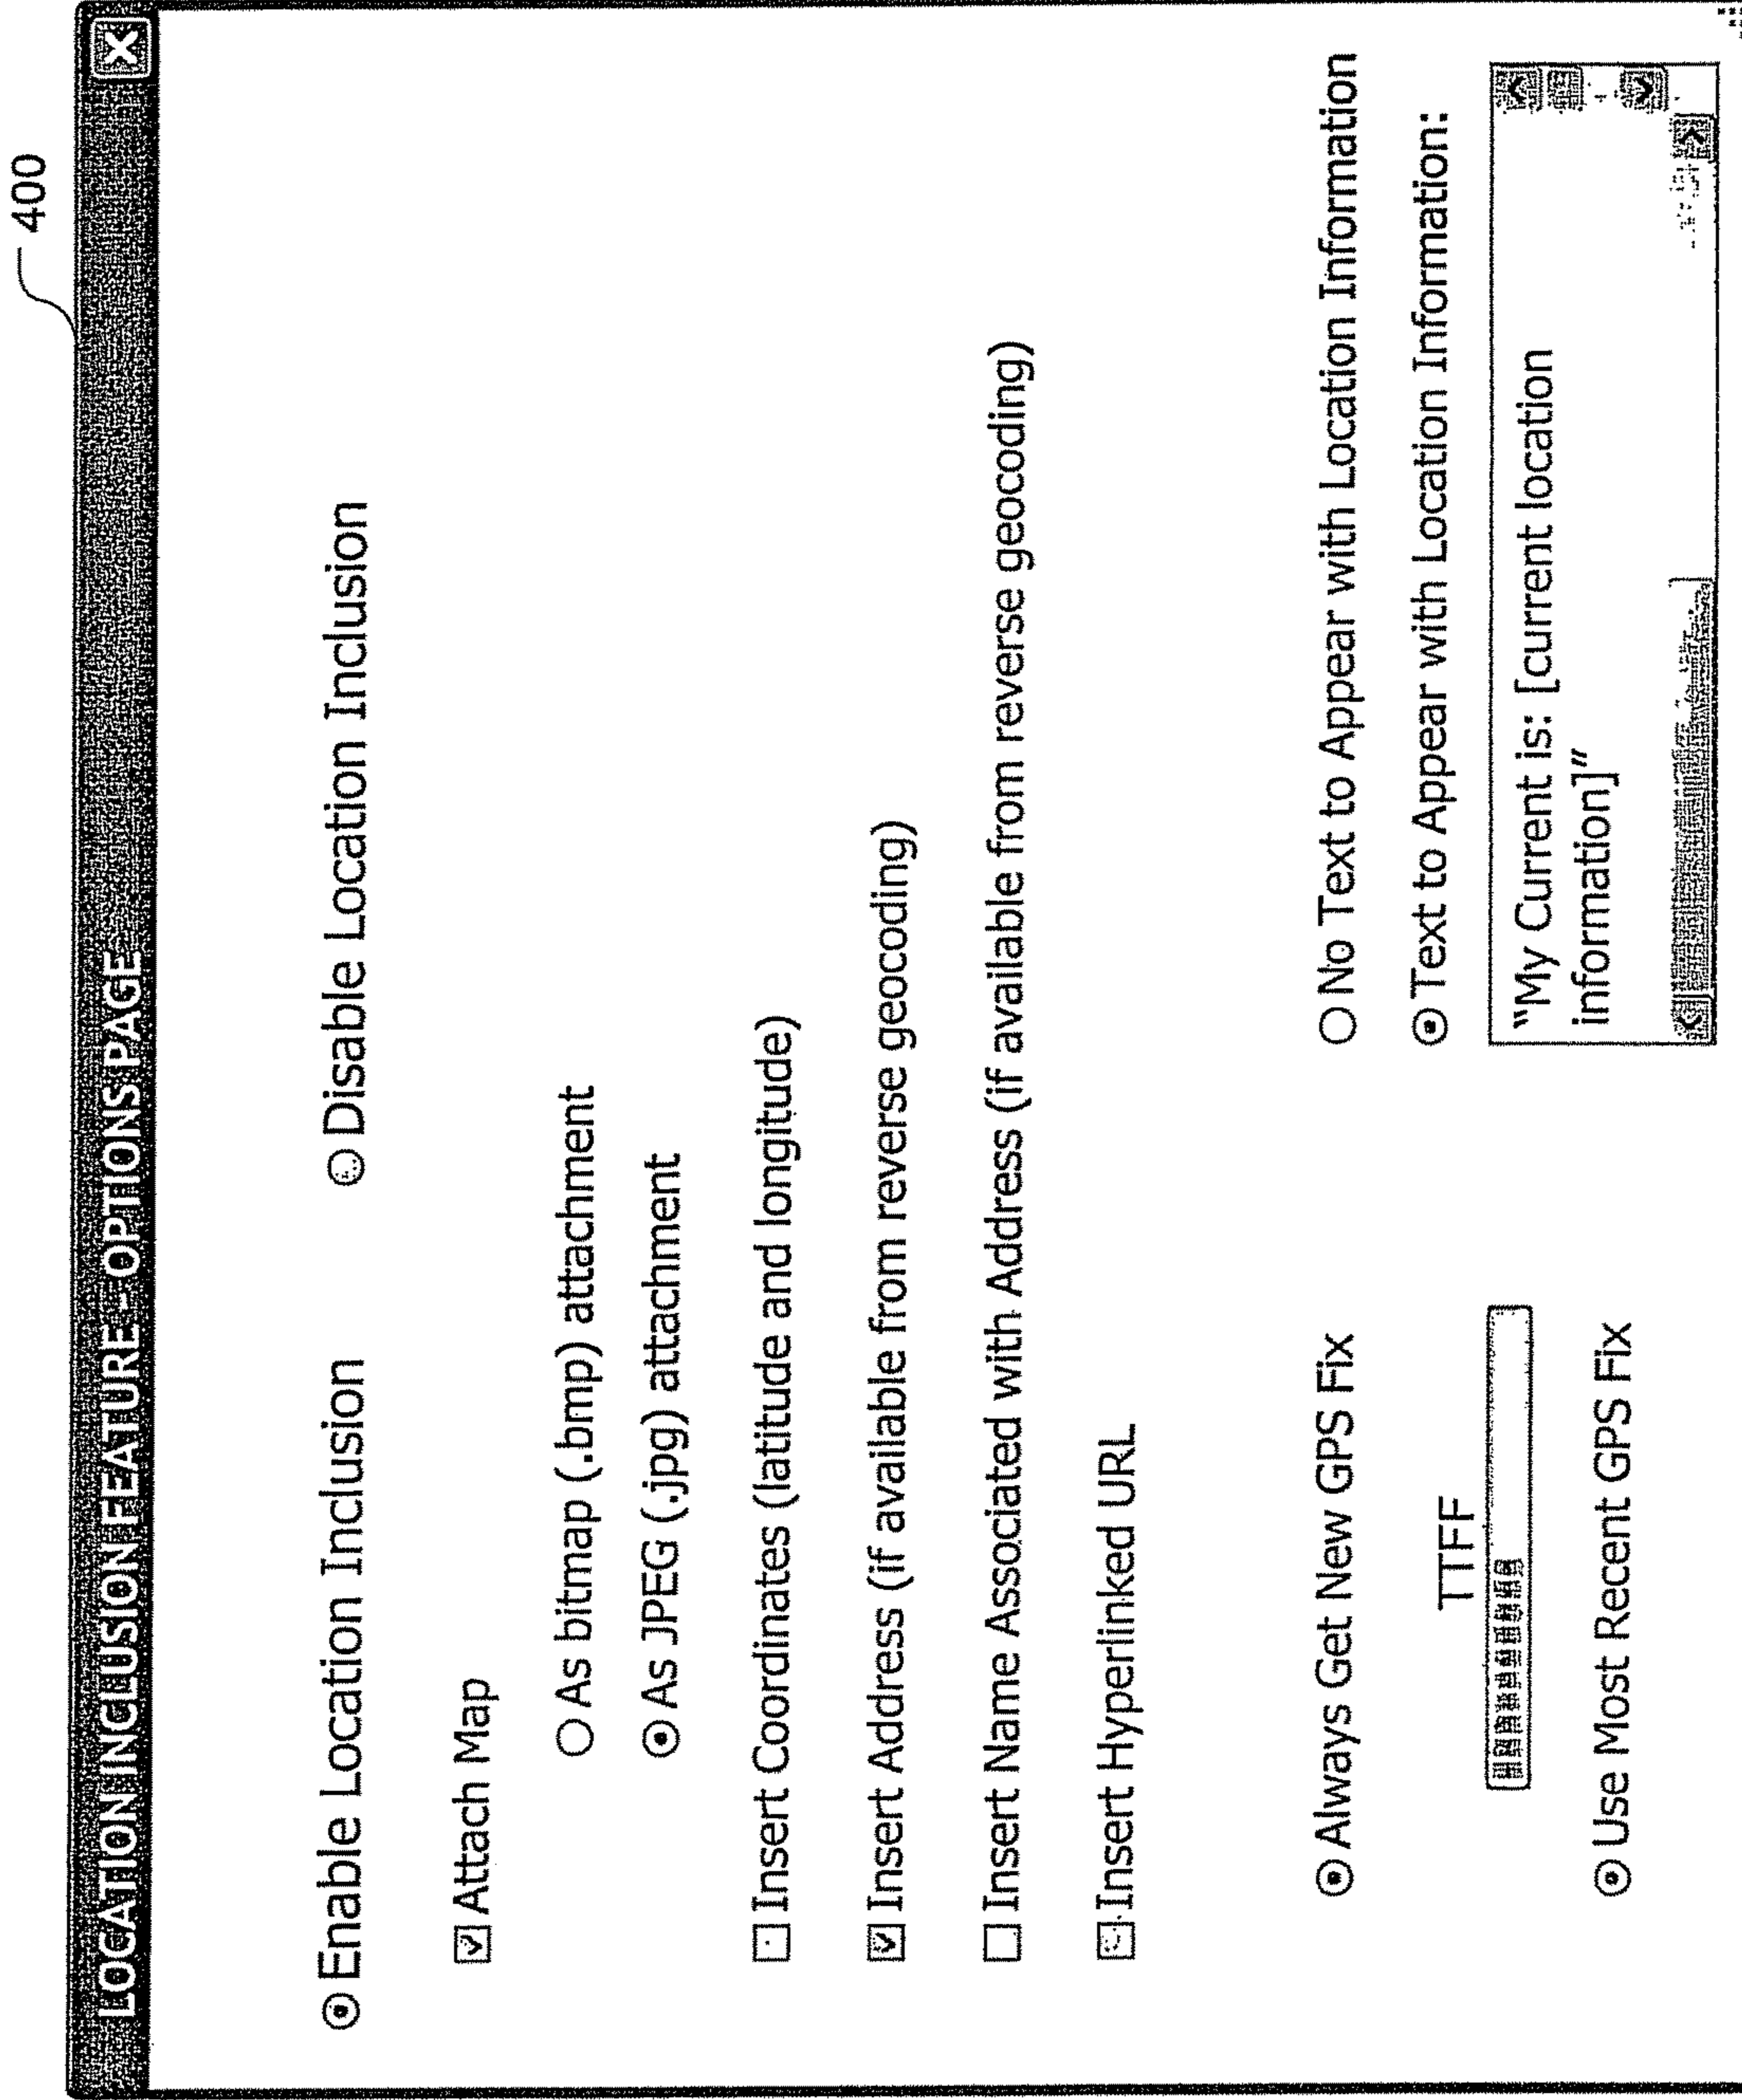 400
LOCATION INCLUSION FEATURE - OPTIONS PAGE
Enable Location Inclusion
Disable Location Inclusion
Attach Map
As bitmap (.bmp) attachment
As JPEG (.jpg) attachment
Insert Coordinates (latitude and longitude)
Insert Address (if available from reverse geocoding)
Insert Name Associated with Address (if available from reverse geocoding)
Insert Hyperlinked URL
Always Get New GPS Fix
TTFF
Use Most Recent GPS Fix
No Text to Appear with Location Information
Text to Appear with Location Information:
“My Current is: [current location
information]”